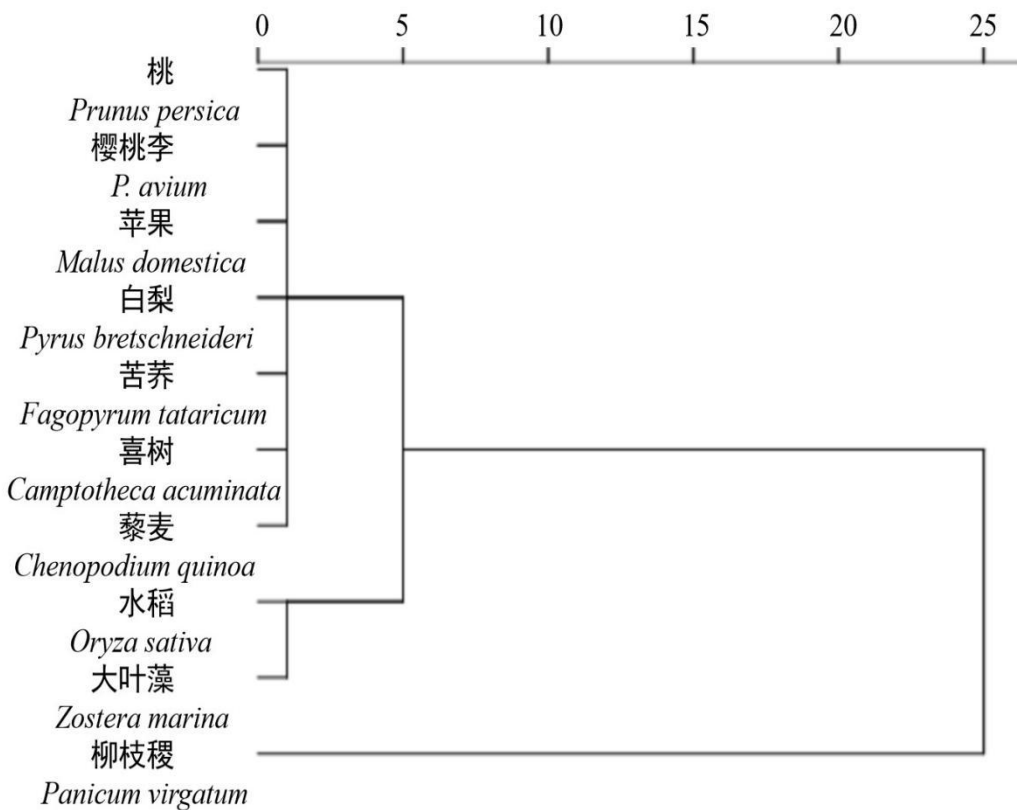 0 5 10 15 20 25
桃
Prunus persica
樱桃李
P. avium
苹果
Malus domestica
白梨
Pyrus bretschneideri
苦荞
Fagopyrum tataricum
喜树
Camptotheca acuminata
藜麦
Chenopodium quinoa
水稻
Oryza sativa
大叶藻
Zostera marina
柳枝稷
Panicum virgatum